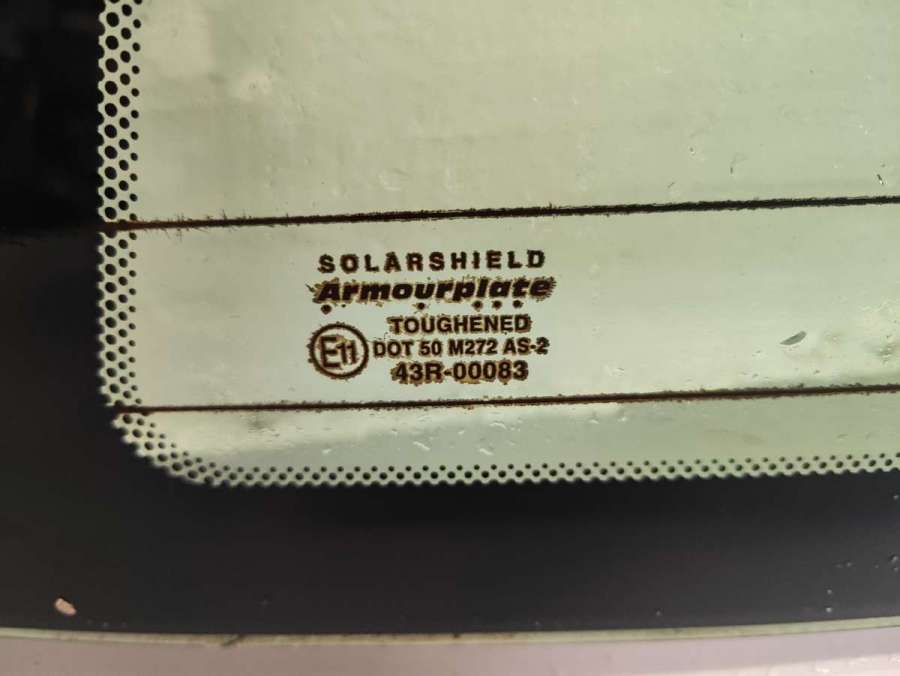 SOLARSHIELD
Armourplate
TOUGHENED
E11 DOT 50 M272 AS-2
43R-00083